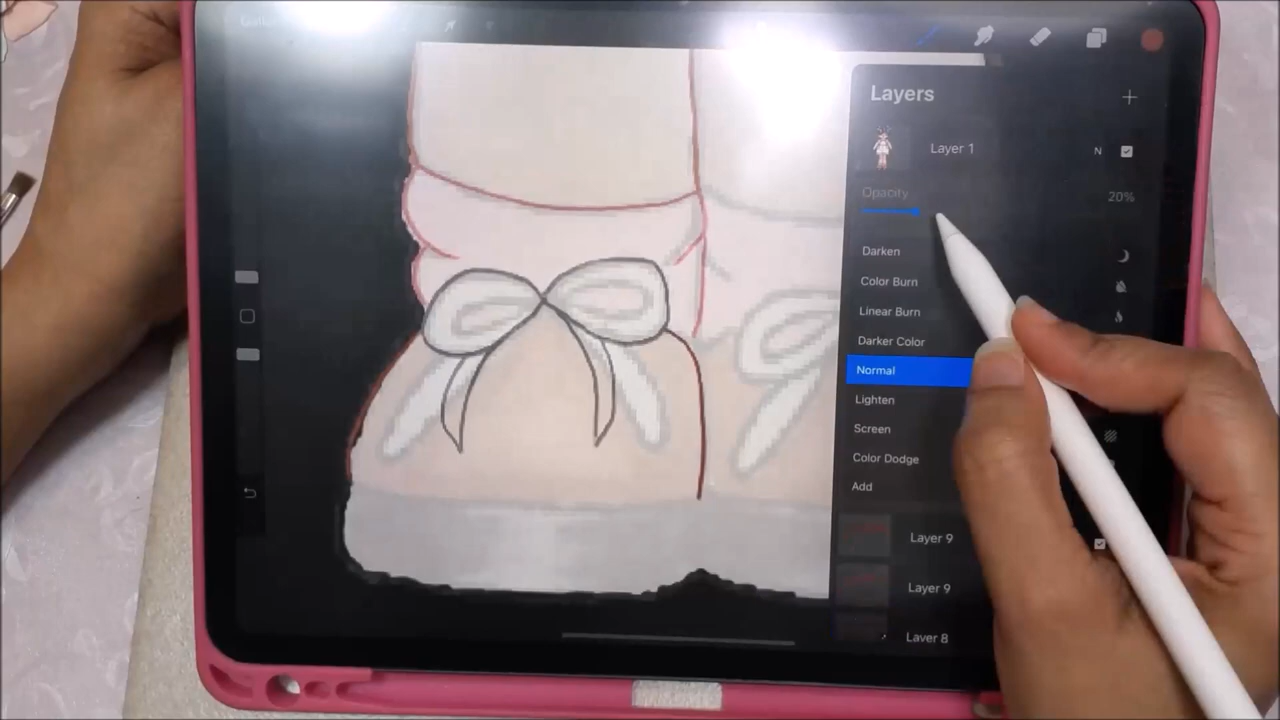 Layers
Layer 1
N
Opacity
20%
Darken
Color Burn
Linear Burn
Darker Color
Normal
Lighten
Screen
Color Dodge
Add
Layer 9
Layer 9
Layer 8